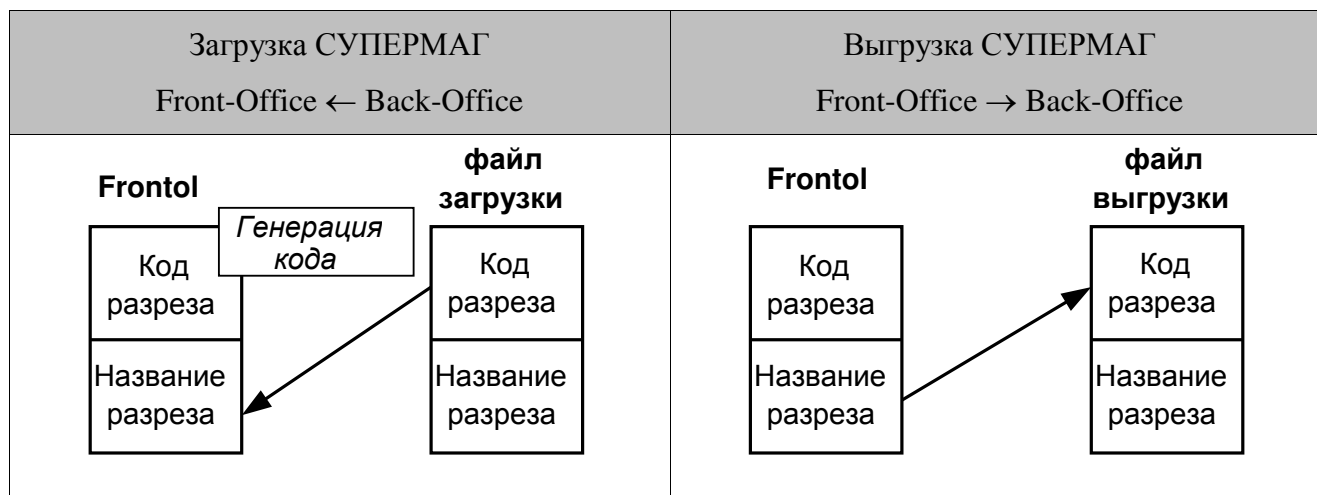 Загрузка СУПЕРМАГ
Front-Office ← Back-Office
Выгрузка СУПЕРМАГ
Front-Office → Back-Office
Frontol
файл
загрузки
Генерация
кода
Код
разреза
Название
разреза
Код
разреза
Название
разреза
Frontol
файл
выгрузки
Код
разреза
Название
разреза
Код
разреза
Название
разреза